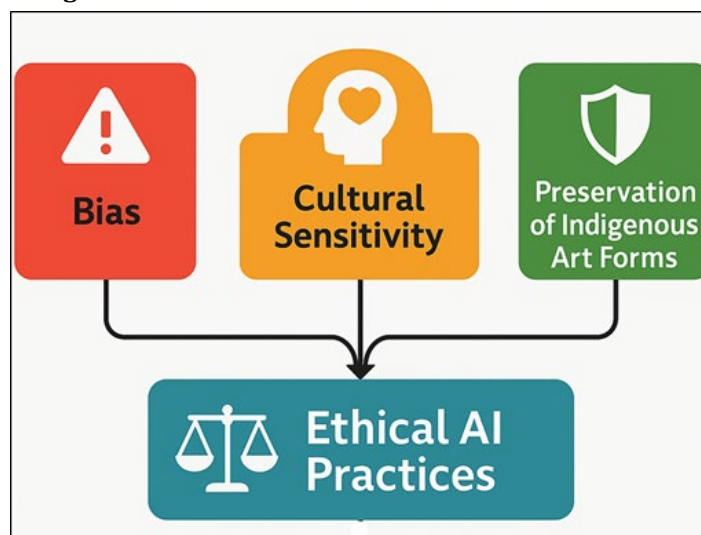 Bias
Cultural
Sensitivity
Preservation
of Indigenous
Art Forms
Ethical AI
Practices